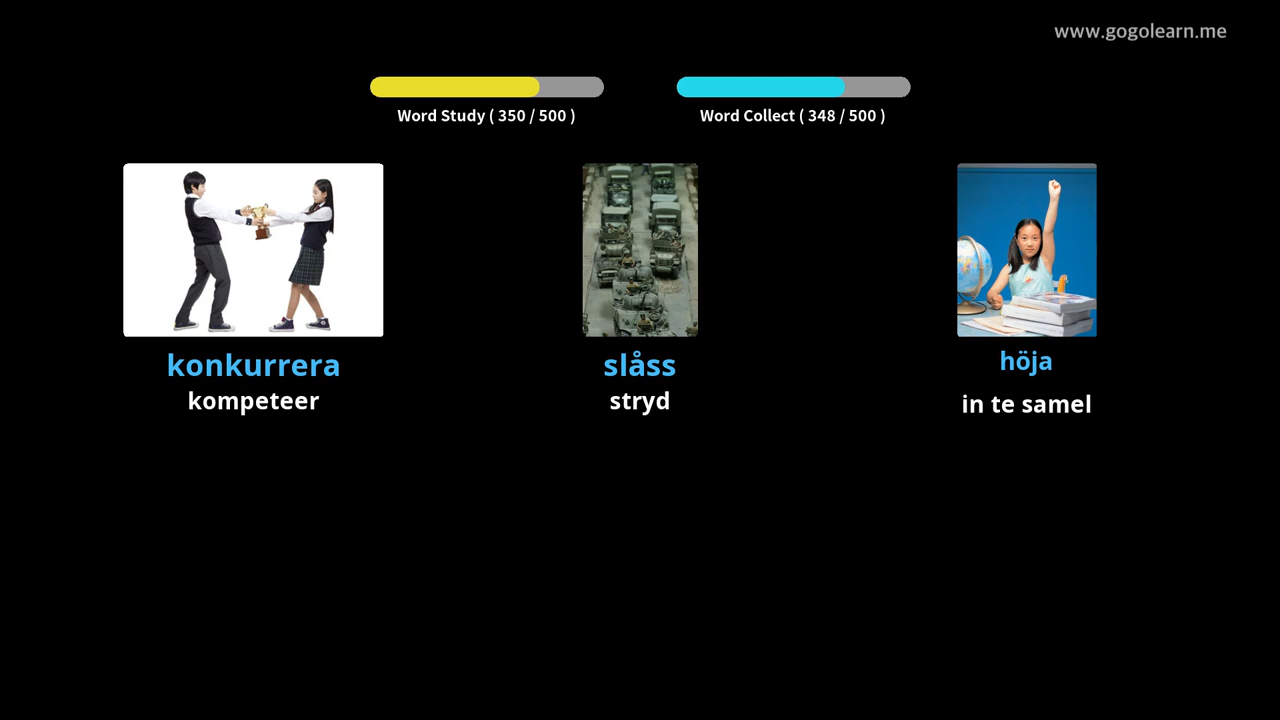 www.gogolearn.me
Word Study ( 350 / 500 )
Word Collect ( 348 / 500 )
konkurrera
kompeteer
slåss
stryd
höja
in te samel